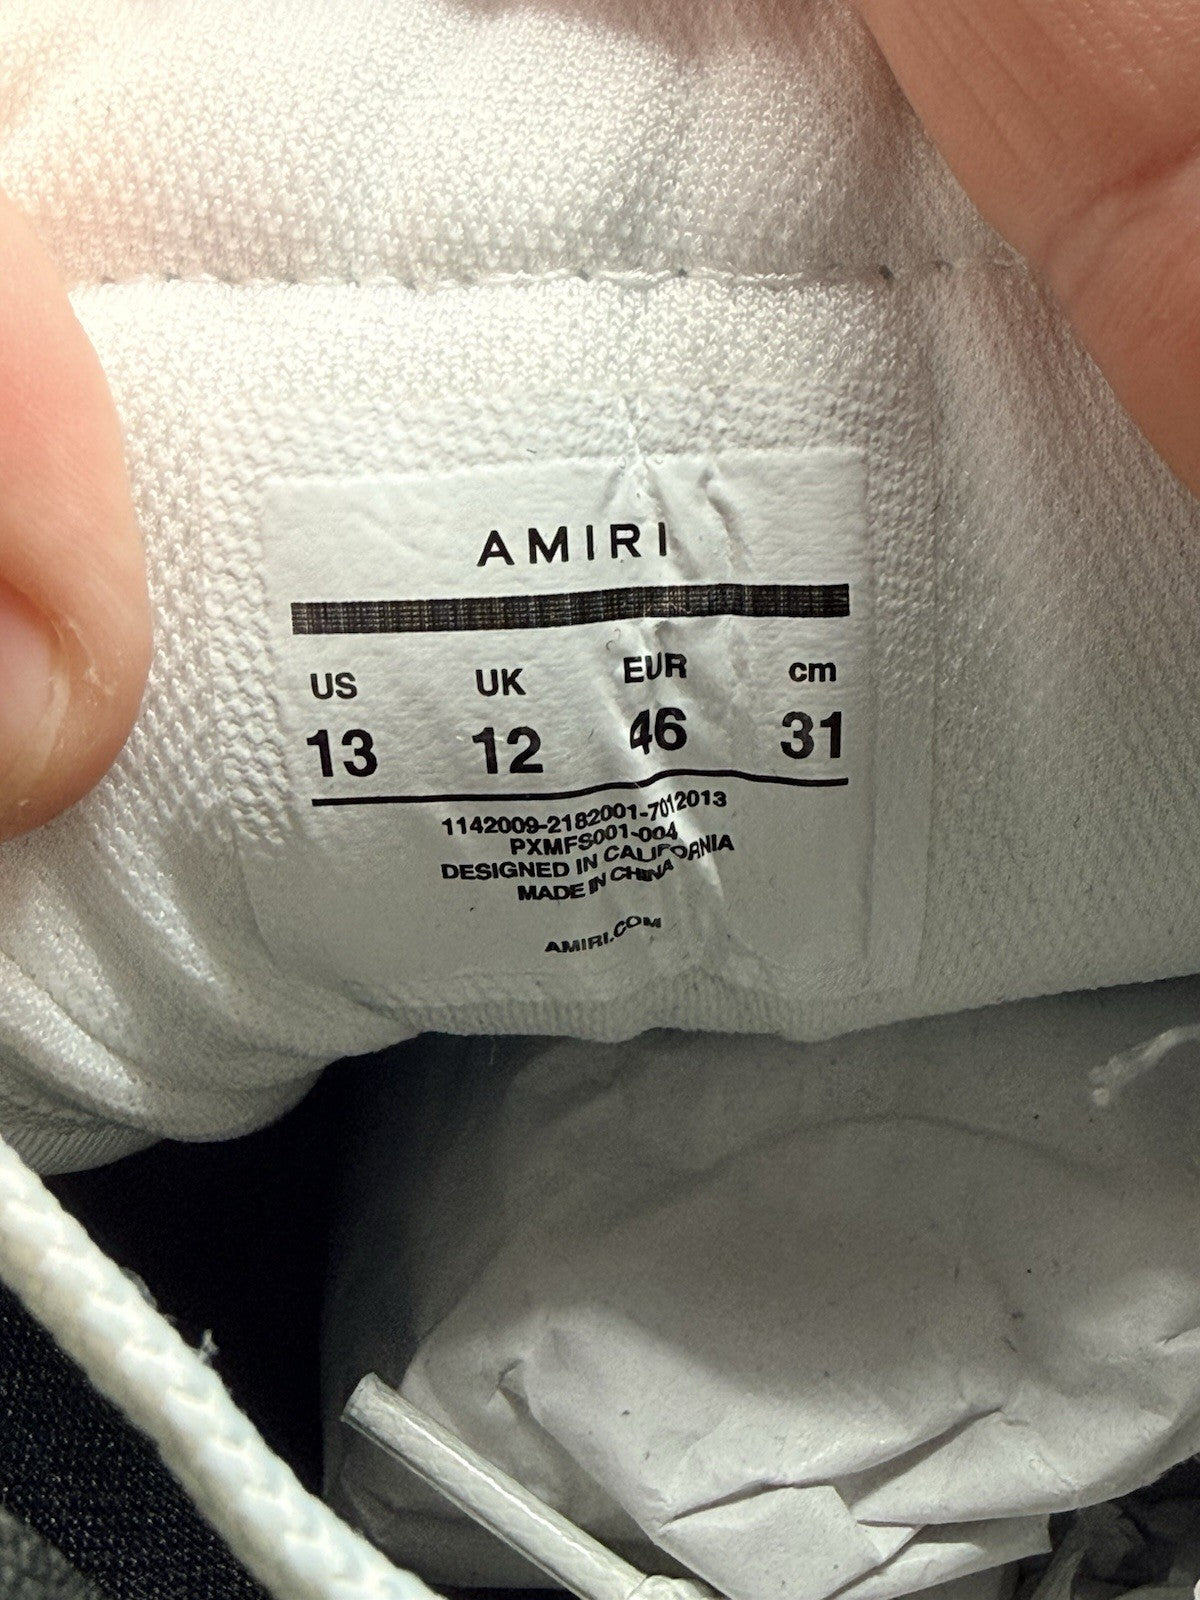 AMIRI
US UK EUR cm
13 12 46 31
1142009-2182001-7012013
PXMFS001-004
DESIGNED IN CALIFORNIA
MADE IN CHINA
AMIRI.COM